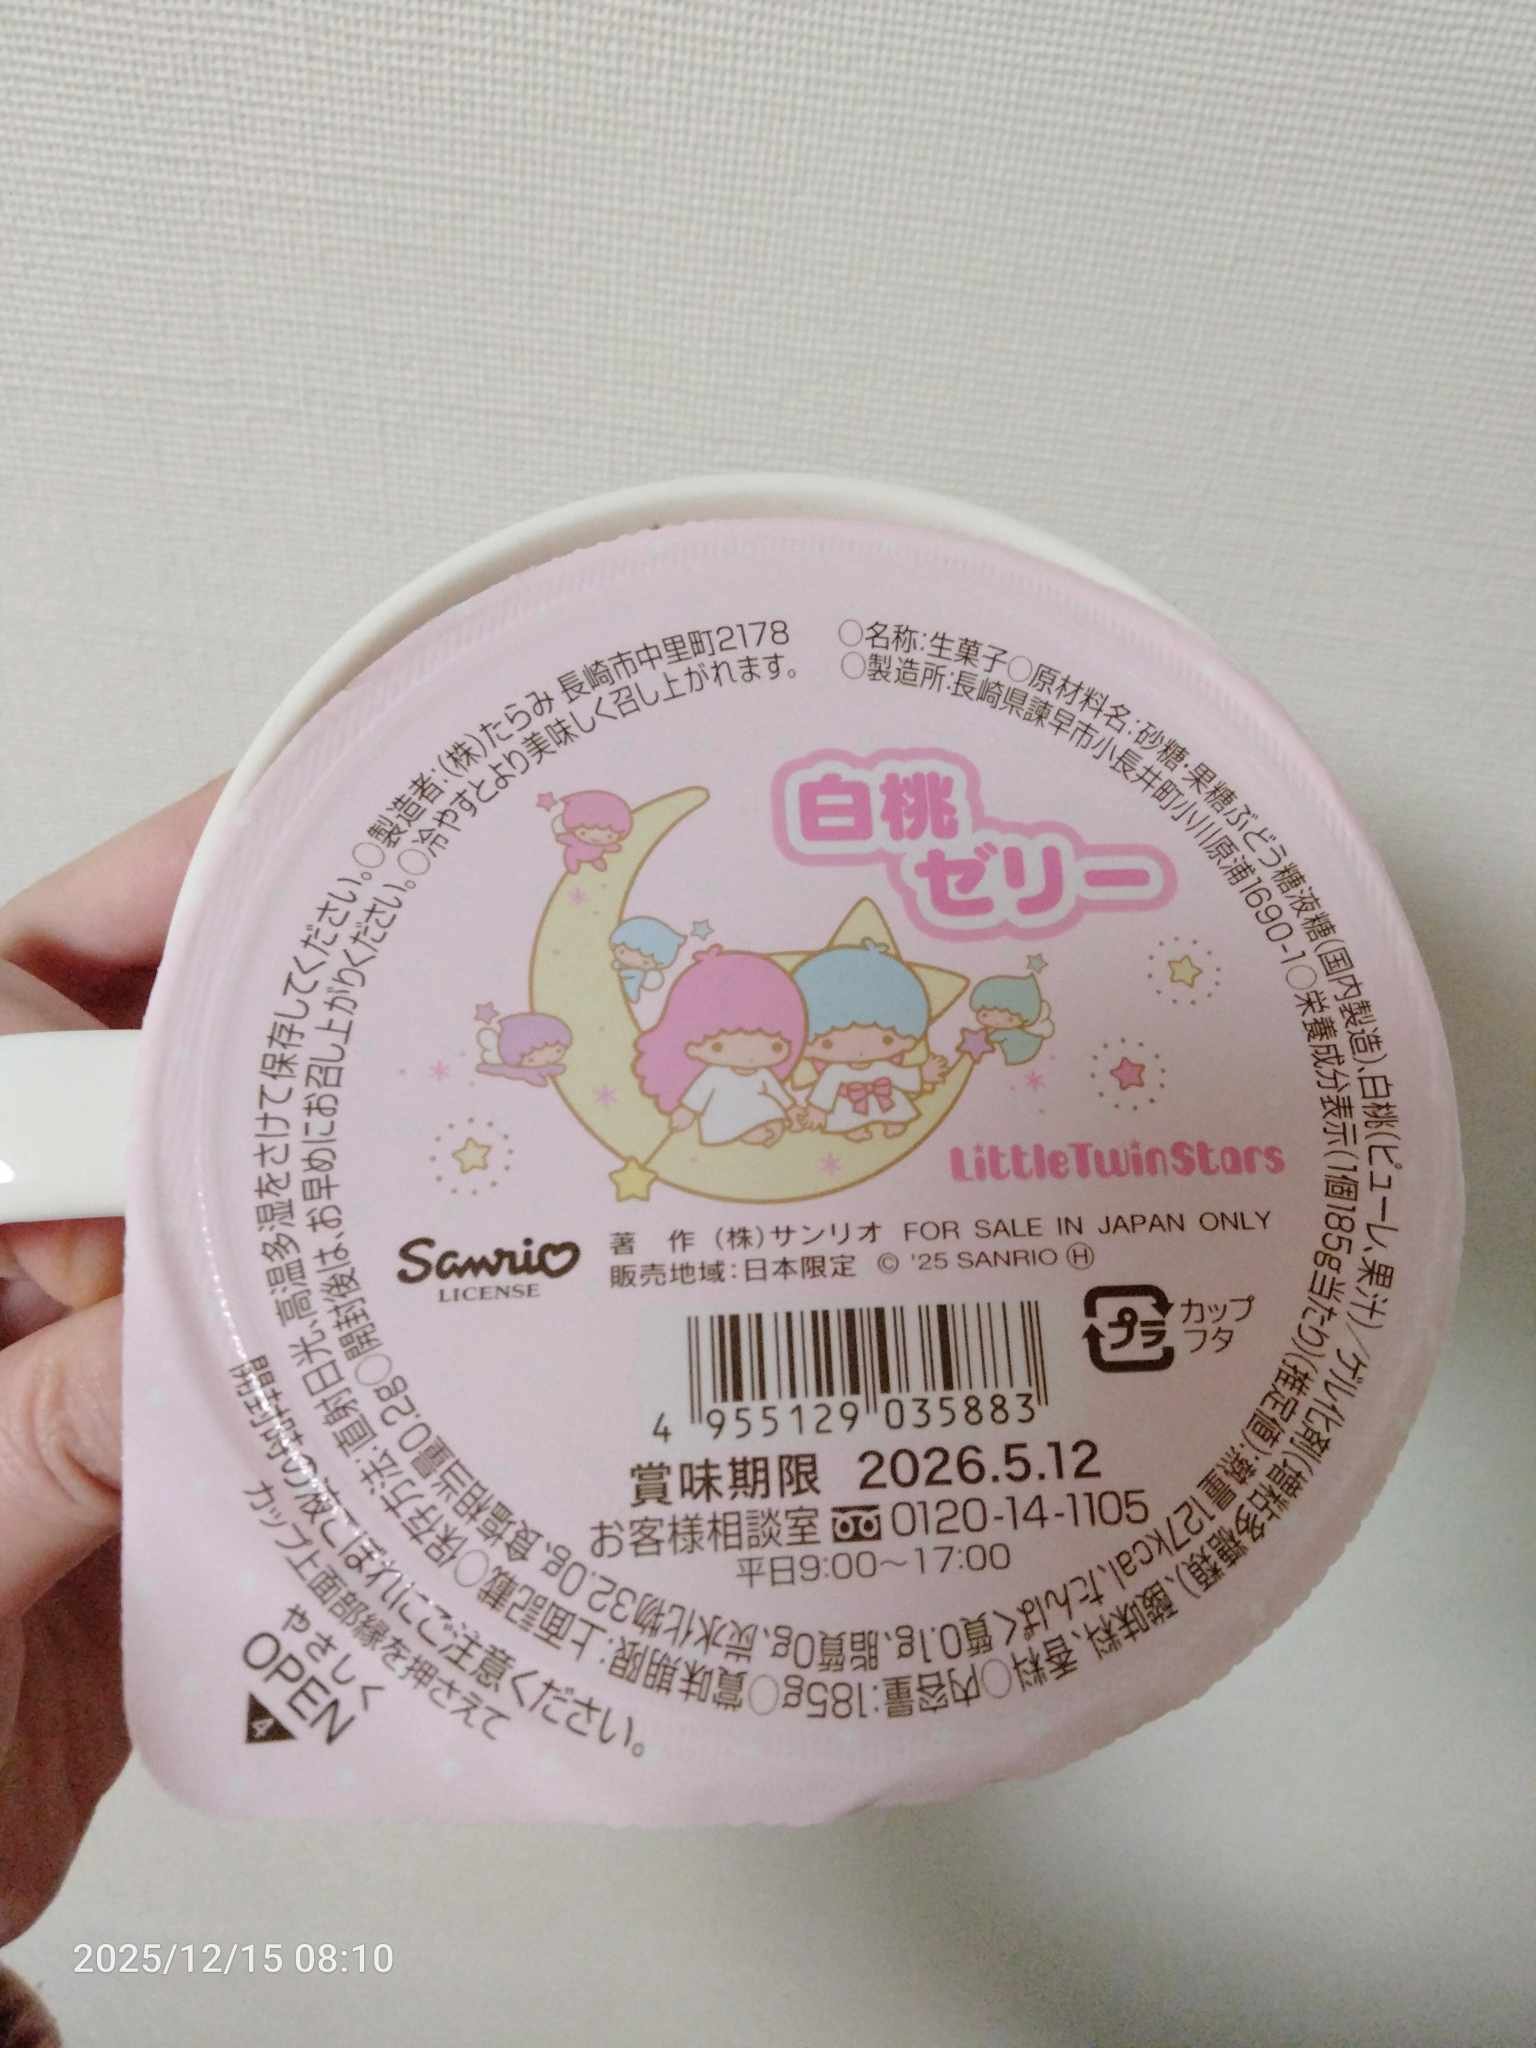 ○名称:生菓子○原材料名:砂糖・果糖ぶどう糖液糖(国内製造)、白桃(ピューレ、果汁)/ゲル化剤(増粘多糖類)、酸味料、香料○内容量:185g○賞味期限:上面記載○保存方法:直射日光、高温多湿をさけて保存してください。○製造者:(株)たらみ 長崎市中里町2178
○製造所:長崎県諫早市小長井町小川原浦1690-1○栄養成分表示(1個185g当たり)(推定値):熱量127kcal、たんぱく質0.1g、脂質0g、炭水化物32.0g、食塩相当量0.2g○開封後は、お早めにお召し上がりください。○冷やすとより美味しく召し上がれます。
白桃
ゼリー
LittleTwinStars
Sanrio
LICENSE
著 作 (株)サンリオ FOR SALE IN JAPAN ONLY
販売地域:日本限定 © '25 SANRIO Ⓗ
プラ
カップ
フタ
4 955129 035883
賞味期限 2026.5.12
お客様相談室 0120-14-1105
平日9:00〜17:00
開封時の液こぼれにご注意ください。
カップ上面部縁を押さえて
やさしく
OPEN
4
2025/12/15 08:10